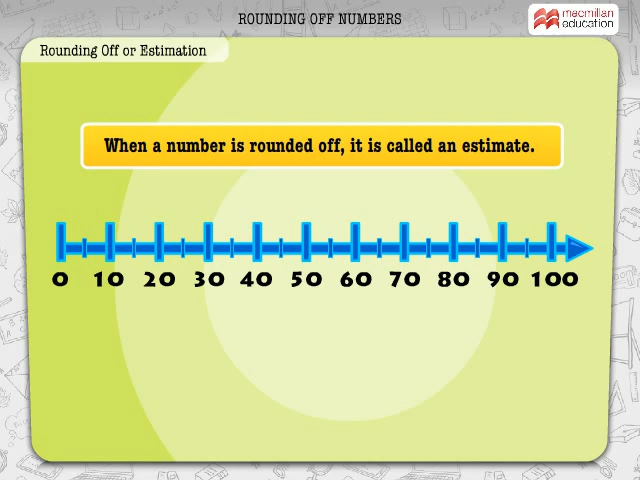 ROUNDING OFF NUMBERS
macmillan
education
Rounding Off or Estimation
When a number is rounded off, it is called an estimate.
0 10 20 30 40 50 60 70 80 90 100